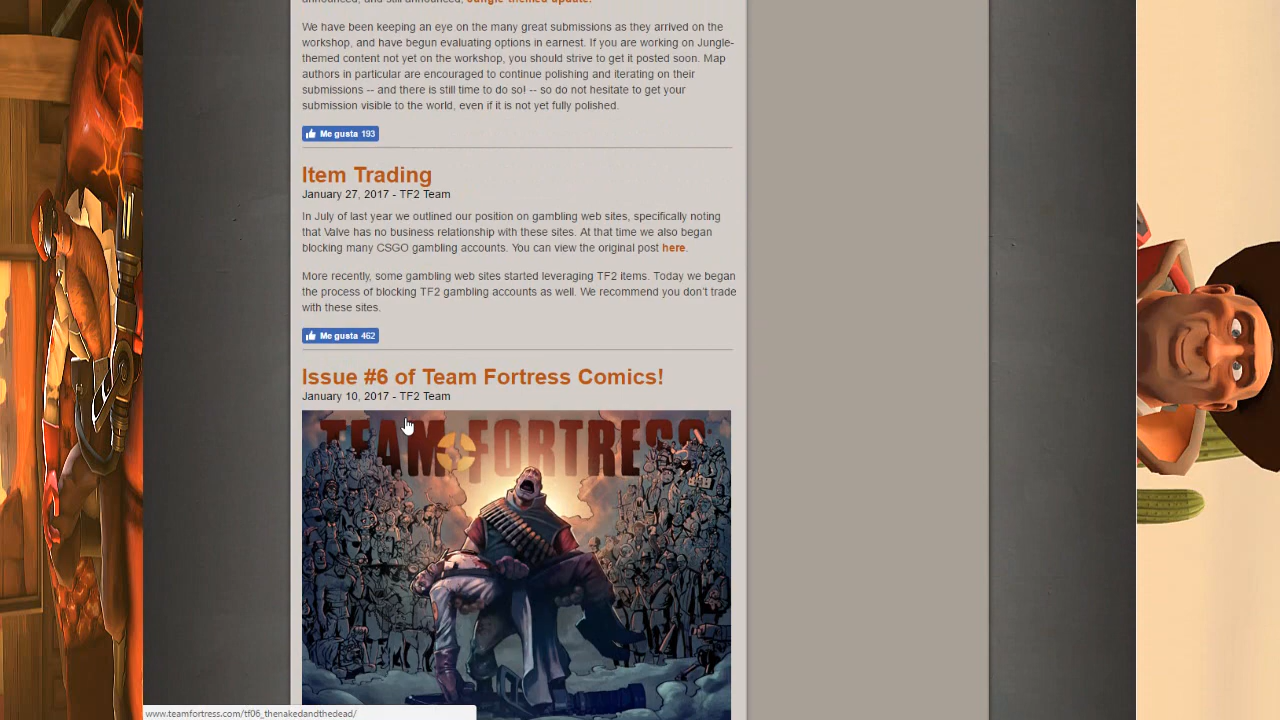 announced, and still announced, Jungle-themed update.
We have been keeping an eye on the many great submissions as they arrived on the
workshop, and have begun evaluating options in earnest. If you are working on Jungle-
themed content not yet on the workshop, you should strive to get it posted soon. Map
authors in particular are encouraged to continue polishing and iterating on their
submissions -- and there is still time to do so! -- so do not hesitate to get your
submission visible to the world, even if it is not yet fully polished.
Me gusta 193
Item Trading
January 27, 2017 - TF2 Team
In July of last year we outlined our position on gambling web sites, specifically noting
that Valve has no business relationship with these sites. At that time we also began
blocking many CSGO gambling accounts. You can view the original post here.
More recently, some gambling web sites started leveraging TF2 items. Today we began
the process of blocking TF2 gambling accounts as well. We recommend you don't trade
with these sites.
Me gusta 462
Issue #6 of Team Fortress Comics!
January 10, 2017 - TF2 Team
TEAM FORTRESS
www.teamfortress.com/tf06_thenakedandthedead/